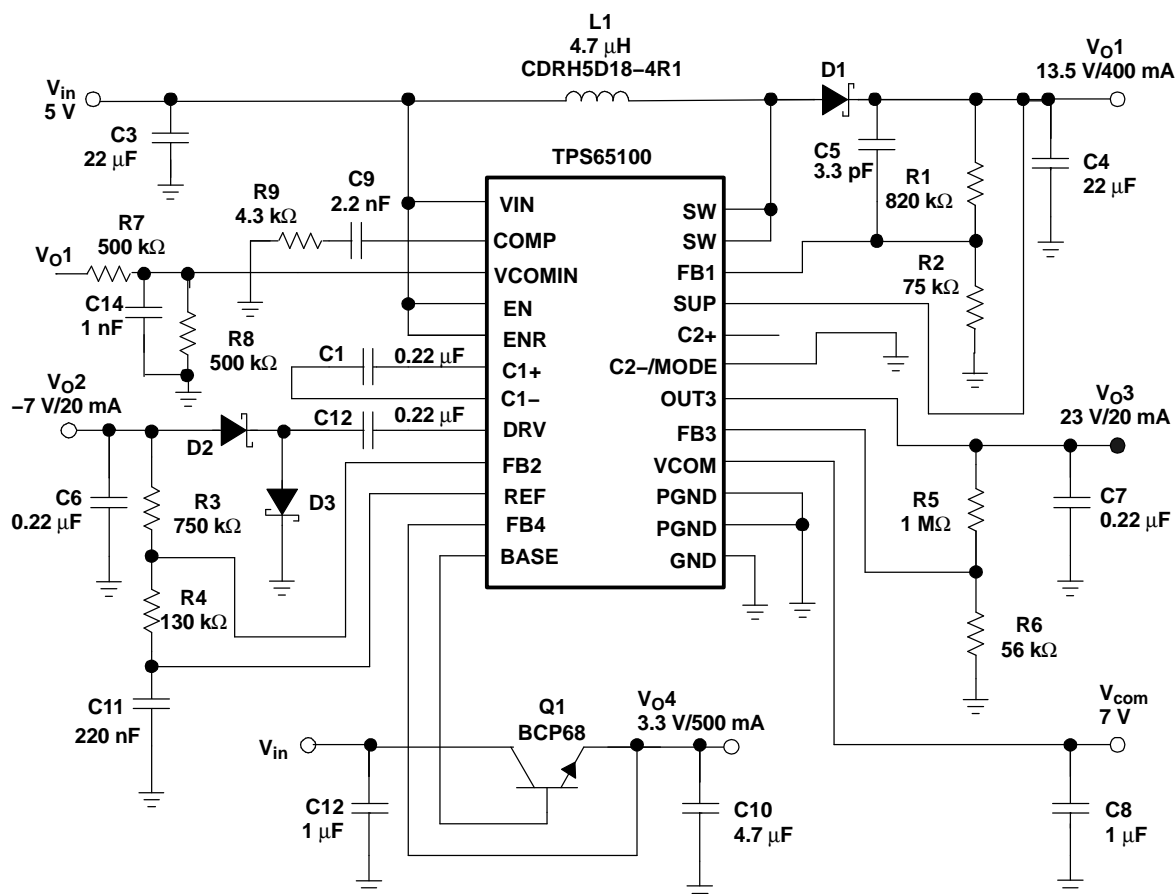 L1
4.7 μH
CDRH5D18–4R1
Vin
5 V
D1
VO1
13.5 V/400 mA
C3
22 μF
C5
3.3 pF
R1
820 kΩ
C4
22 μF
TPS65100
R9
4.3 kΩ
C9
2.2 nF
R7
500 kΩ
VO1
C14
1 nF
R8
500 kΩ
R2
75 kΩ
VIN
COMP
VCOMIN
EN
ENR
C1+
C1–
DRV
FB2
REF
FB4
BASE
SW
SW
FB1
SUP
C2+
C2–/MODE
OUT3
FB3
VCOM
PGND
PGND
GND
C1
0.22 μF
C12
0.22 μF
VO2
–7 V/20 mA
D2
D3
C6
0.22 μF
R3
750 kΩ
R4
130 kΩ
C11
220 nF
VO3
23 V/20 mA
R5
1 MΩ
C7
0.22 μF
R6
56 kΩ
Vin
Q1
BCP68
VO4
3.3 V/500 mA
C12
1 μF
C10
4.7 μF
Vcom
7 V
C8
1 μF